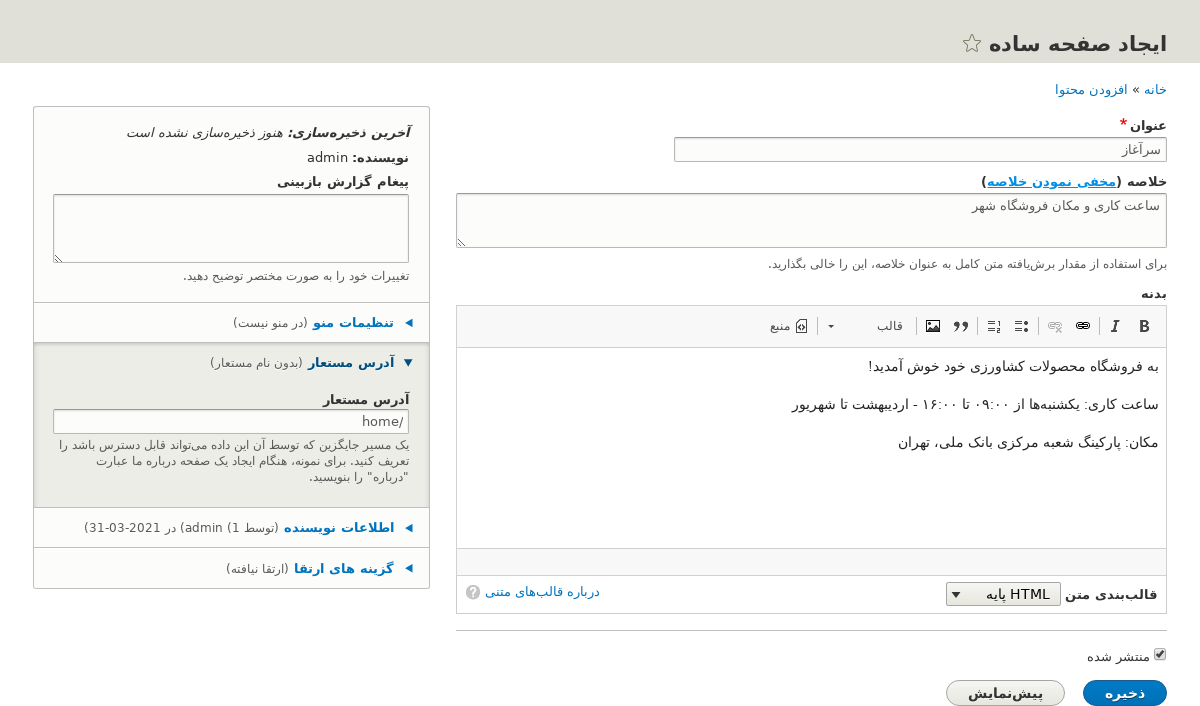 ایجاد صفحه ساده
خانه » افزودن محتوا
عنوان *
سرآغاز
خلاصه (مخفی نمودن خلاصه)
ساعت کاری و مکان فروشگاه شهر
برای استفاده از مقدار برش‌یافته متن کامل به عنوان خلاصه، این را خالی بگذارید.
بدنه
B I قالب منبع
به فروشگاه محصولات کشاورزی خود خوش آمدید!
ساعت کاری: یکشنبه‌ها از ۰۹:۰۰ تا ۱۶:۰۰ - اردیبهشت تا شهریور
مکان: پارکینگ شعبه مرکزی بانک ملی، تهران
قالب‌بندی متن HTML پایه
درباره قالب‌های متنی ?
منتشر شده
ذخیره
پیش‌نمایش
آخرین ذخیره‌سازی: هنوز ذخیره‌سازی نشده است
نویسنده: admin
پیغام گزارش بازبینی
تغییرات خود را به صورت مختصر توضیح دهید.
تنظیمات منو (در منو نیست)
آدرس مستعار (بدون نام مستعار)
آدرس مستعار
/home
یک مسیر جایگزین که توسط آن این داده می‌تواند قابل دسترس باشد را
تعریف کنید. برای نمونه، هنگام ایجاد یک صفحه درباره ما عبارت
"درباره" را بنویسید.
اطلاعات نویسنده (توسط admin (1) در 2021-03-31)
گزینه های ارتقا (ارتقا نیافته)